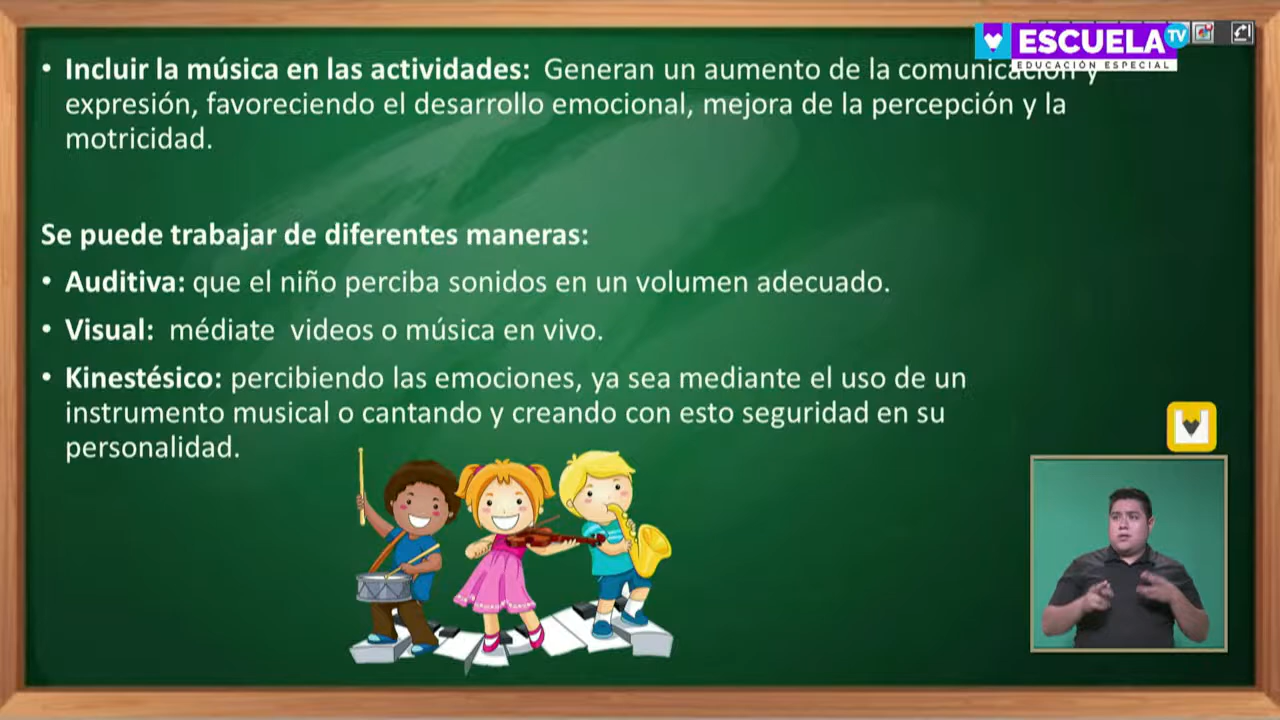 ESCUELA TV
EDUCACIÓN ESPECIAL
• Incluir la música en las actividades: Generan un aumento de la comunicación y
expresión, favoreciendo el desarrollo emocional, mejora de la percepción y la
motricidad.
Se puede trabajar de diferentes maneras:
• Auditiva: que el niño perciba sonidos en un volumen adecuado.
• Visual: médiate videos o música en vivo.
• Kinestésico: percibiendo las emociones, ya sea mediante el uso de un
instrumento musical o cantando y creando con esto seguridad en su
personalidad.